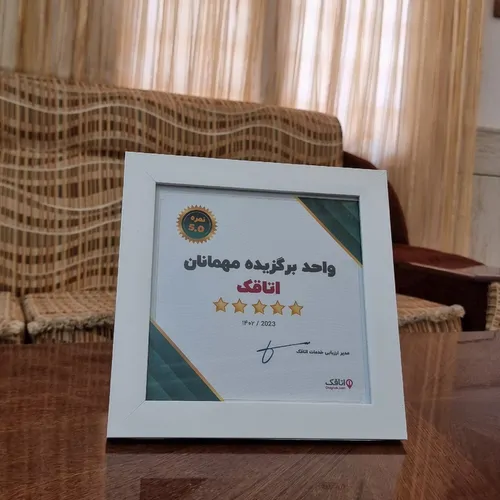 نمره
5.0
واحد برگزیده مهمانان
اتاقک
۱۴۰۲ / 2023
مدیر ارزیابی خدمات اتاقک
اتاقک